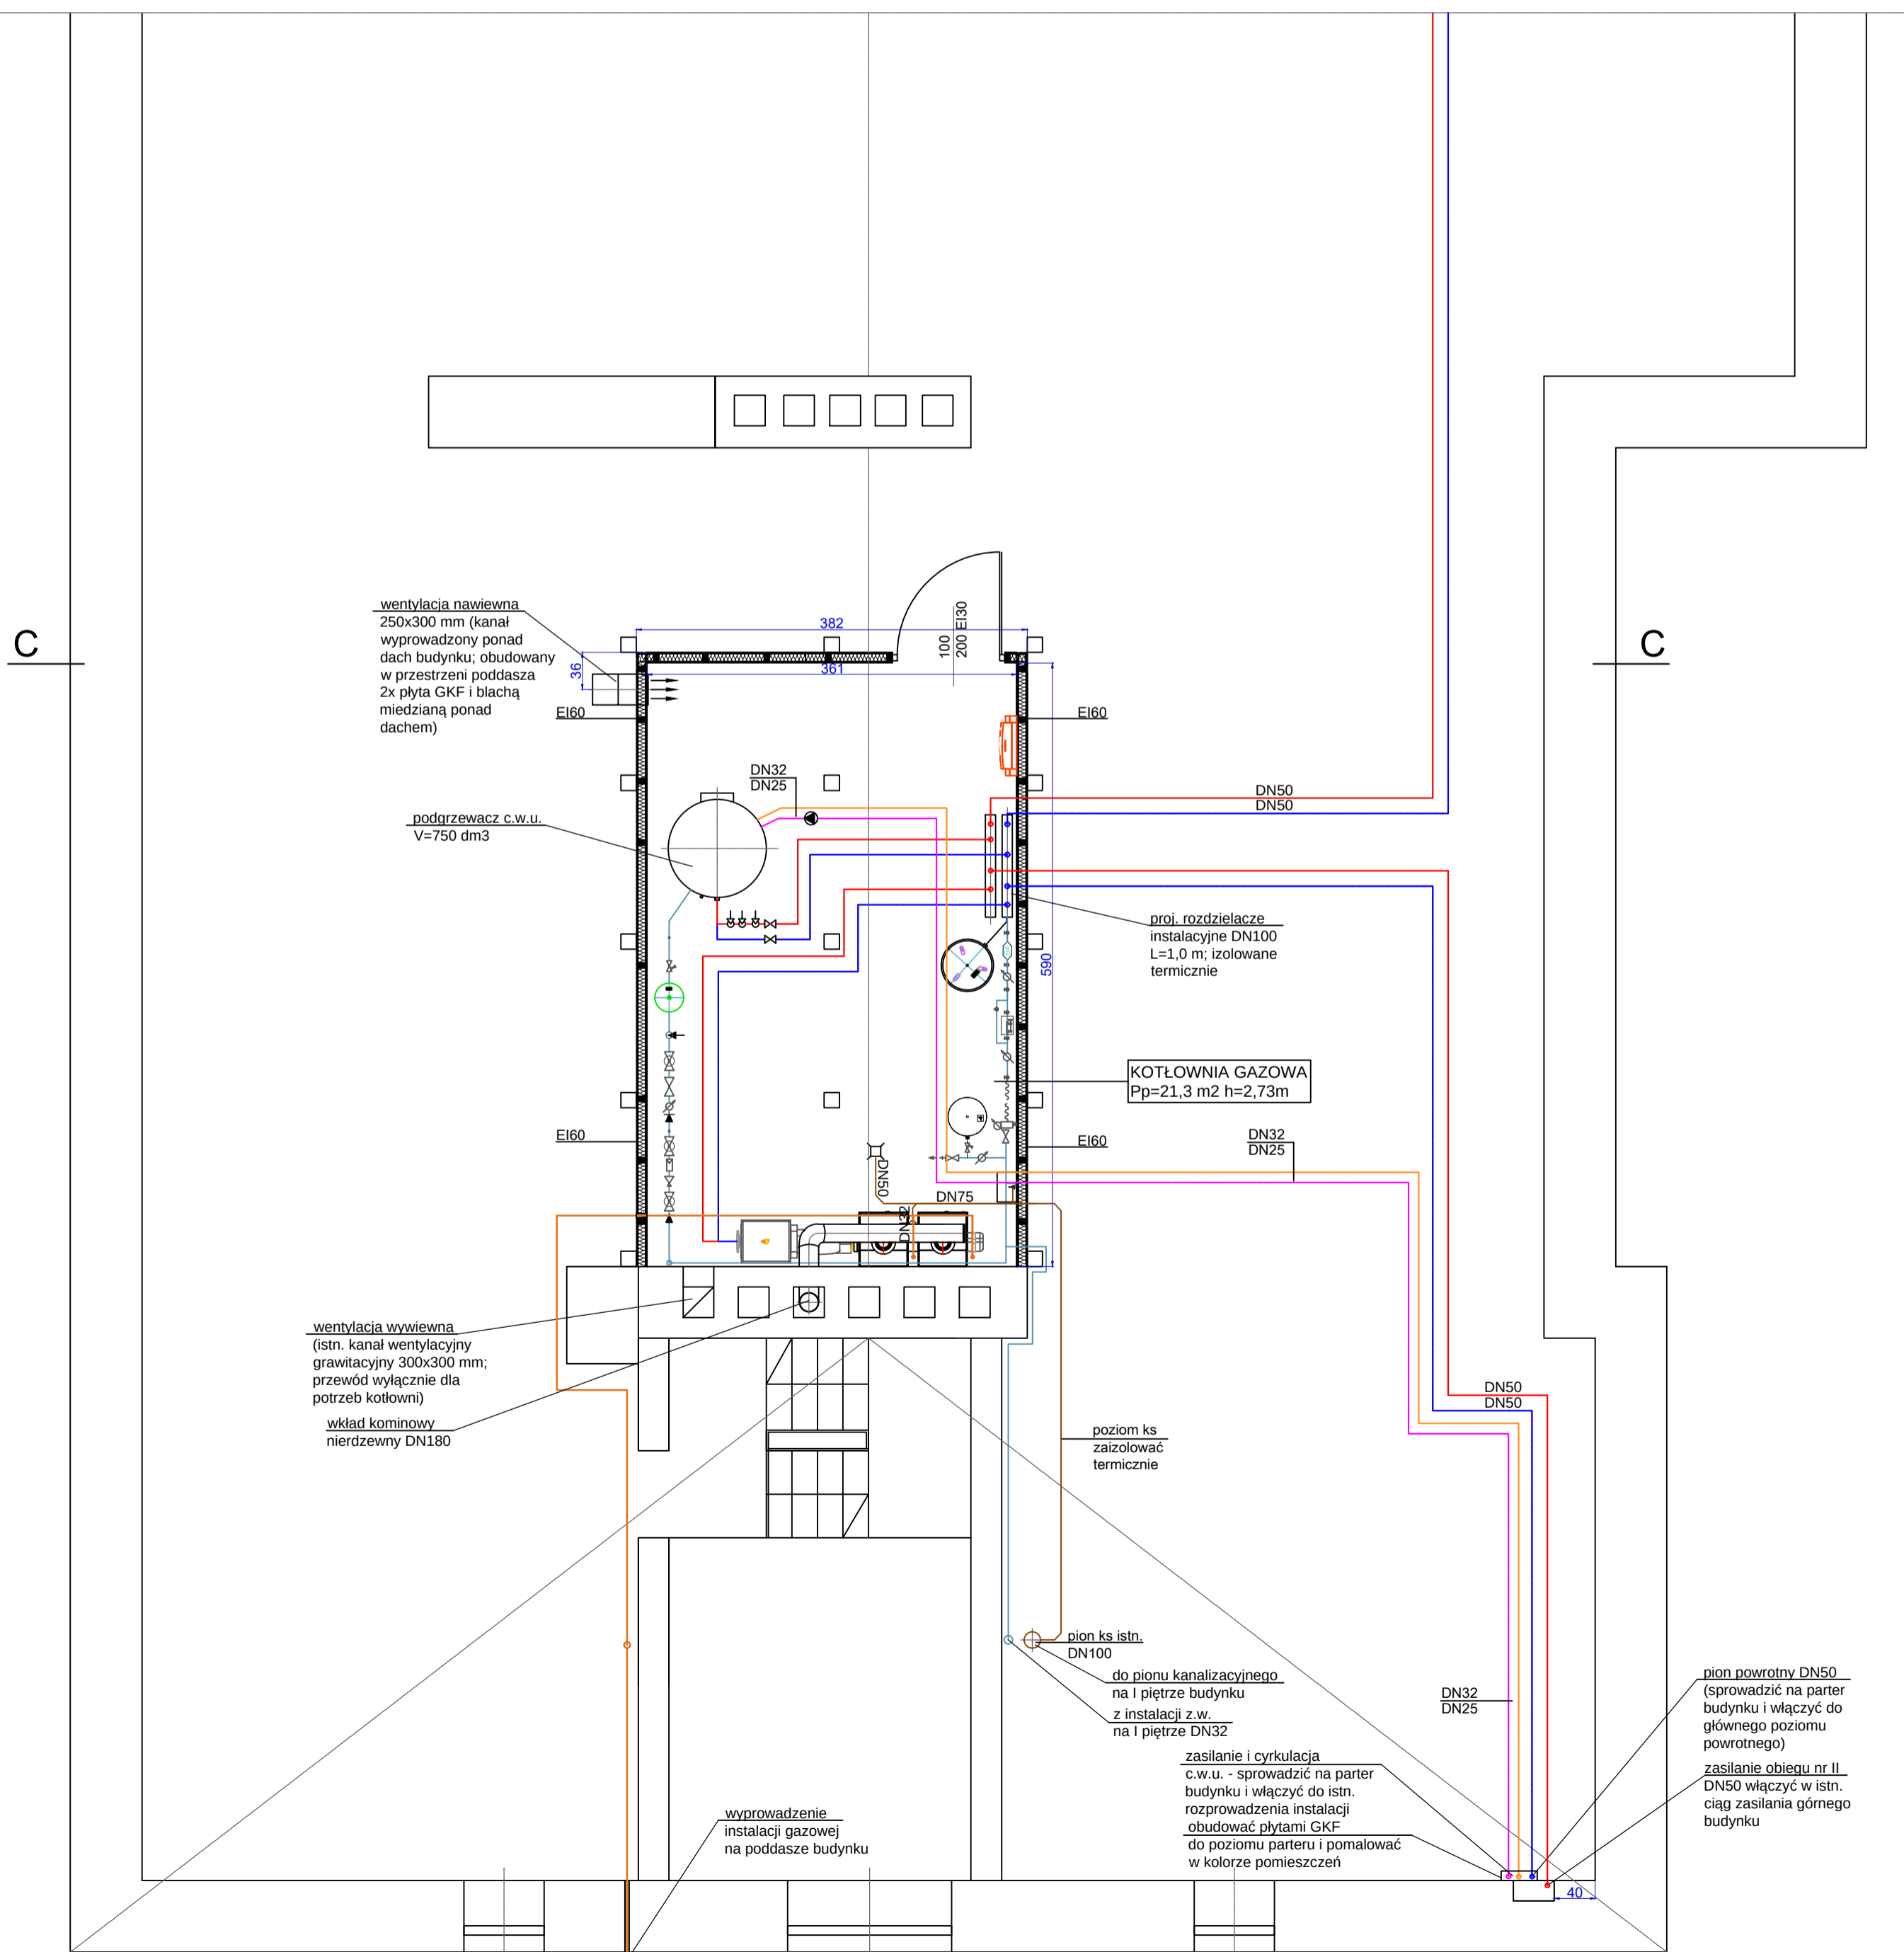 wentylacja nawiewna
250x300 mm (kanał
wyprowadzony ponad
dach budynku; obudowany
w przestrzeni poddasza
2x płyta GKF i blachą
miedzianą ponad
dachem)
C
C
382
361
36
100
200 EI30
EI60
EI60
DN32
DN25
DN50
DN50
podgrzewacz c.w.u.
V=750 dm3
proj. rozdzielacze
instalacyjne DN100
L=1,0 m; izolowane
termicznie
590
KOTŁOWNIA GAZOWA
Pp=21,3 m2 h=2,73m
EI60
EI60
DN32
DN25
DN50
DN75
DN32
wentylacja wywiewna
(istn. kanał wentylacyjny
grawitacyjny 300x300 mm;
przewód wyłącznie dla
potrzeb kotłowni)
wkład kominowy
nierdzewny DN180
DN50
DN50
poziom ks
zaizolować
termicznie
pion ks istn.
DN100
do pionu kanalizacyjnego
na I piętrze budynku
z instalacji z.w.
na I piętrze DN32
DN32
DN25
pion powrotny DN50
(sprowadzić na parter
budynku i włączyć do
głównego poziomu
powrotnego)
zasilanie i cyrkulacja
c.w.u. - sprowadzić na parter
budynku i włączyć do istn.
rozprowadzenia instalacji
obudować płytami GKF
do poziomu parteru i pomalować
w kolorze pomieszczeń
zasilanie obiegu nr II
DN50 włączyć w istn.
ciąg zasilania górnego
budynku
wyprowadzenie
instalacji gazowej
na poddasze budynku
40